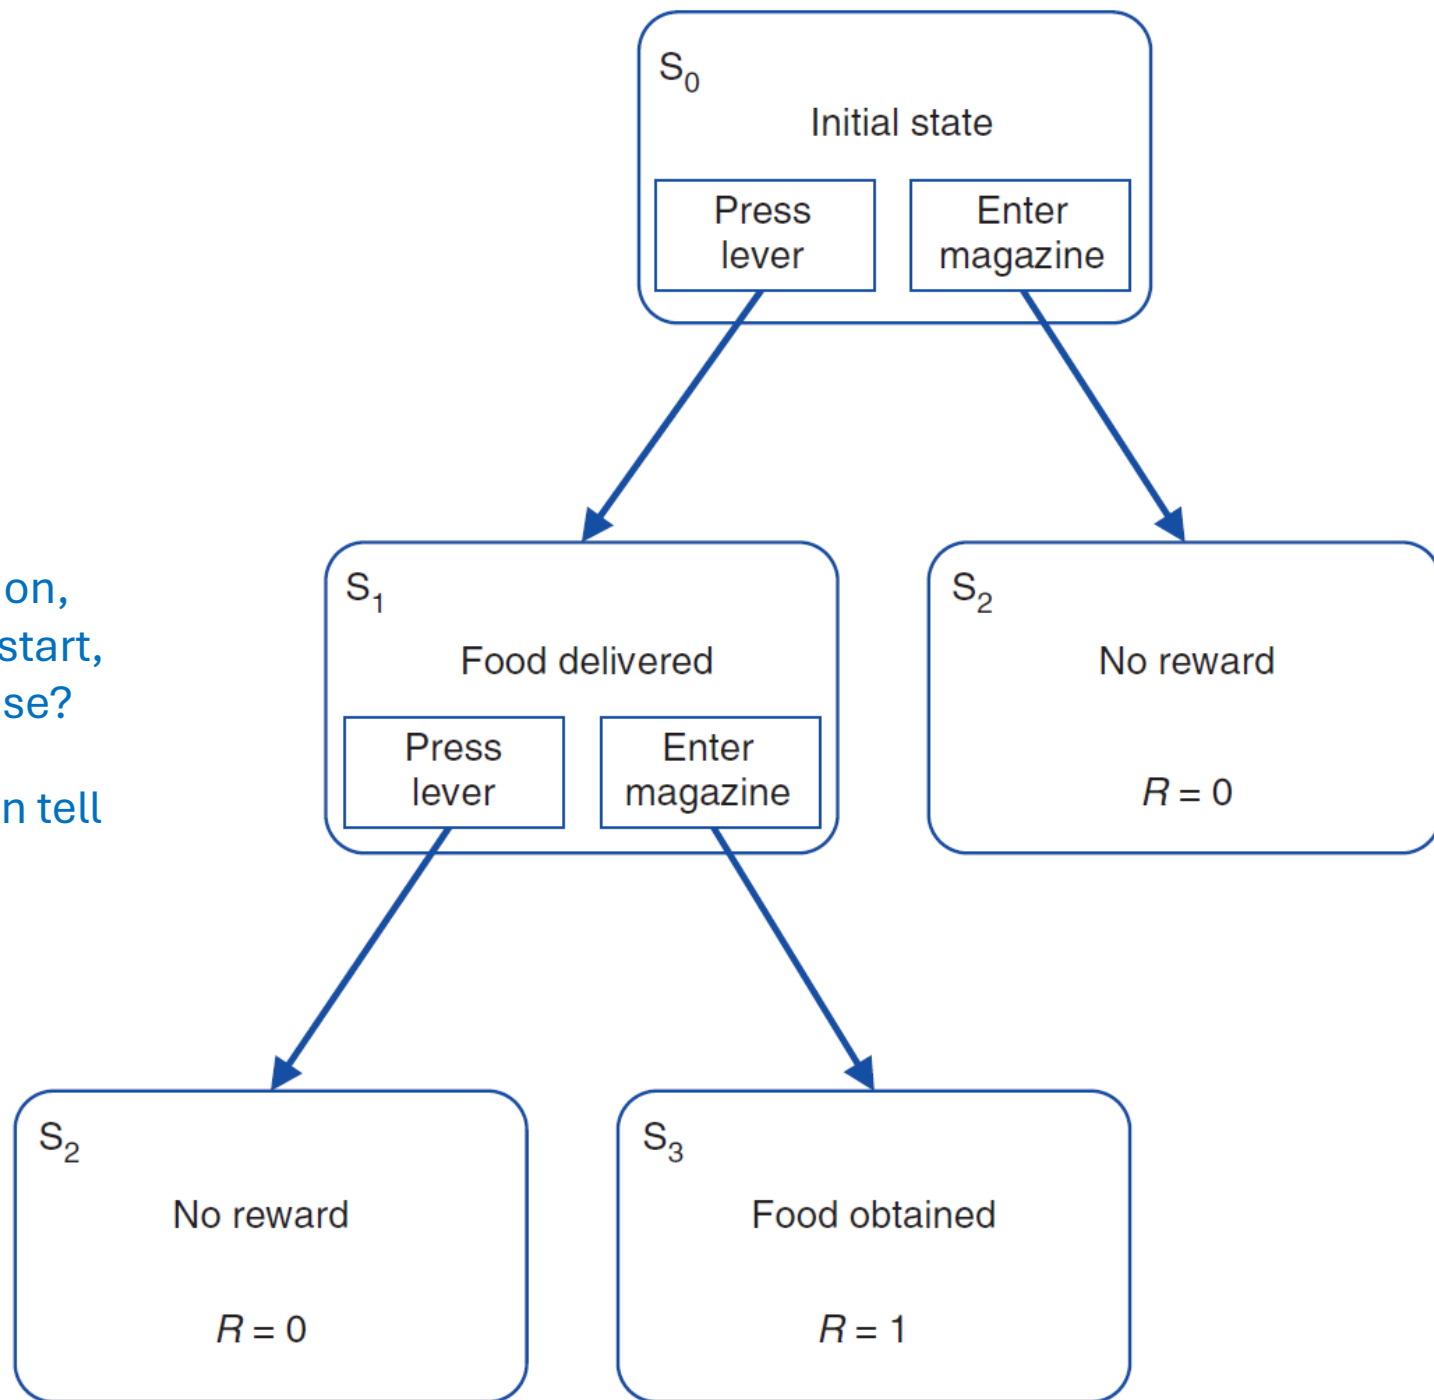 S₀
Initial state
Press
lever
Enter
magazine
on,
start,
se?
n tell
S₁
Food delivered
Press
lever
Enter
magazine
S₂
No reward
R = 0
S₂
No reward
R = 0
S₃
Food obtained
R = 1